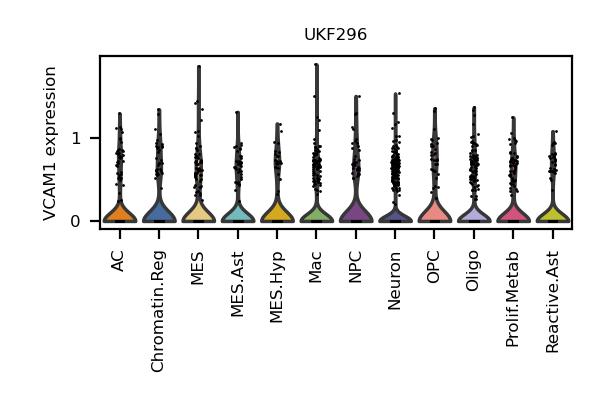 UKF296
VCAM1 expression
1
0
AC
Chromatin.Reg
MES
MES.Ast
MES.Hyp
Mac
NPC
Neuron
OPC
Oligo
Prolif.Metab
Reactive.Ast